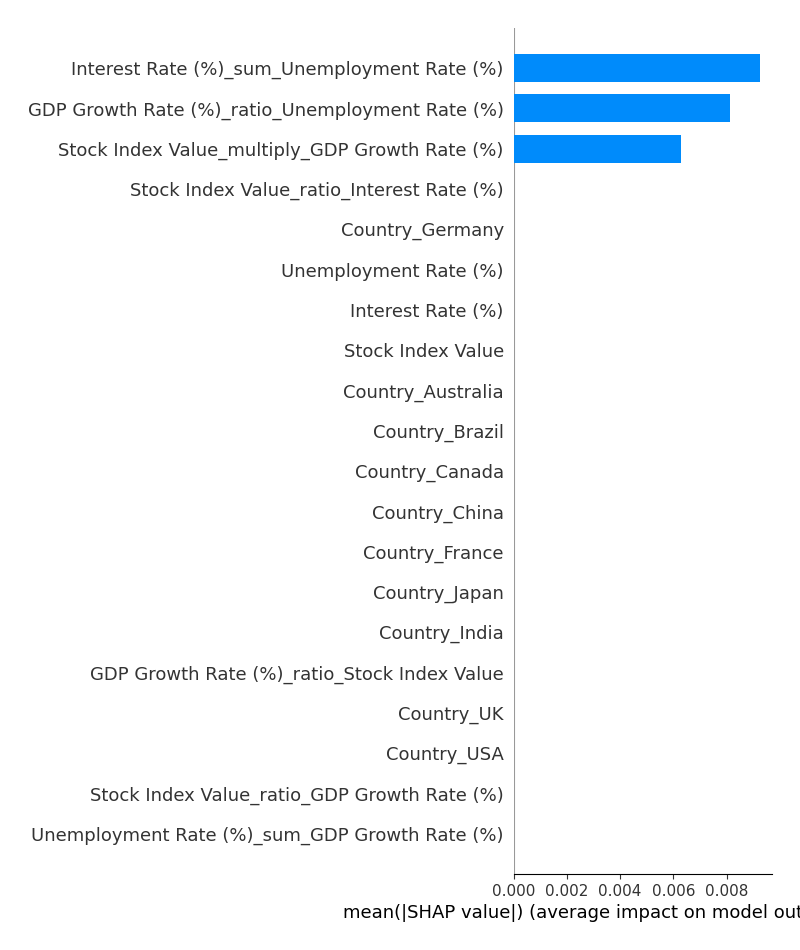 Interest Rate (%)_sum_Unemployment Rate (%)
GDP Growth Rate (%)_ratio_Unemployment Rate (%)
Stock Index Value_multiply_GDP Growth Rate (%)
Stock Index Value_ratio_Interest Rate (%)
Country_Germany
Unemployment Rate (%)
Interest Rate (%)
Stock Index Value
Country_Australia
Country_Brazil
Country_Canada
Country_China
Country_France
Country_Japan
Country_India
GDP Growth Rate (%)_ratio_Stock Index Value
Country_UK
Country_USA
Stock Index Value_ratio_GDP Growth Rate (%)
Unemployment Rate (%)_sum_GDP Growth Rate (%)
0.000 0.002 0.004 0.006 0.008
mean(|SHAP value|) (average impact on model out